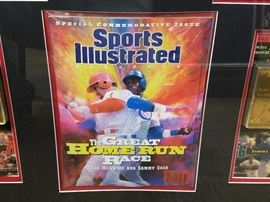 Special Commemorative Issue
Sports
Illustrated
The GREAT
HOME RUN
RACE
Mark McGwire and Sammy Sosa